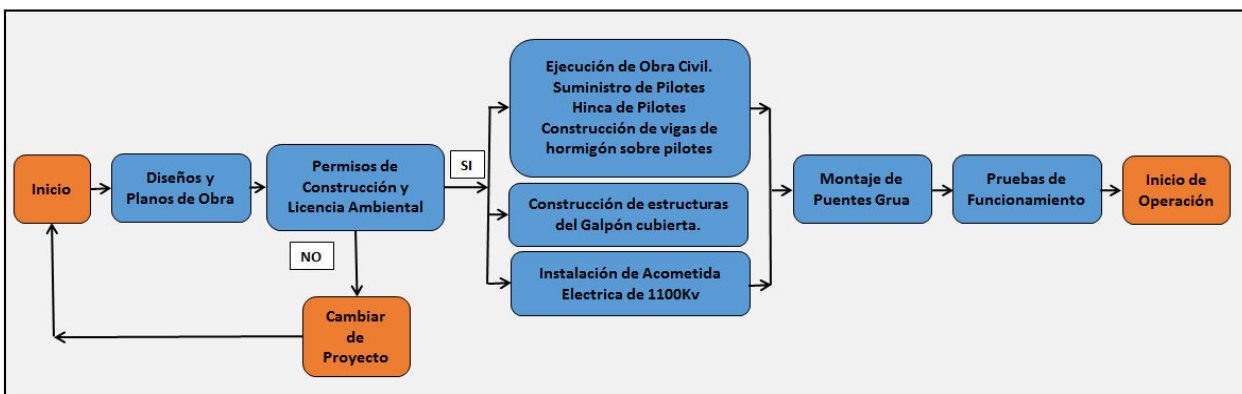 Inicio
Diseños y
Planos de Obra
Permisos de
Construcción y
Licencia Ambiental
SI
NO
Cambiar
de
Proyecto
Ejecución de Obra Civil.
Suministro de Pilotes
Hinca de Pilotes
Construcción de vigas de
hormigón sobre pilotes
Construcción de estructuras
del Galpón cubierta.
Instalación de Acometida
Electrica de 1100Kv
Montaje de
Puentes Grua
Pruebas de
Funcionamiento
Inicio de
Operación